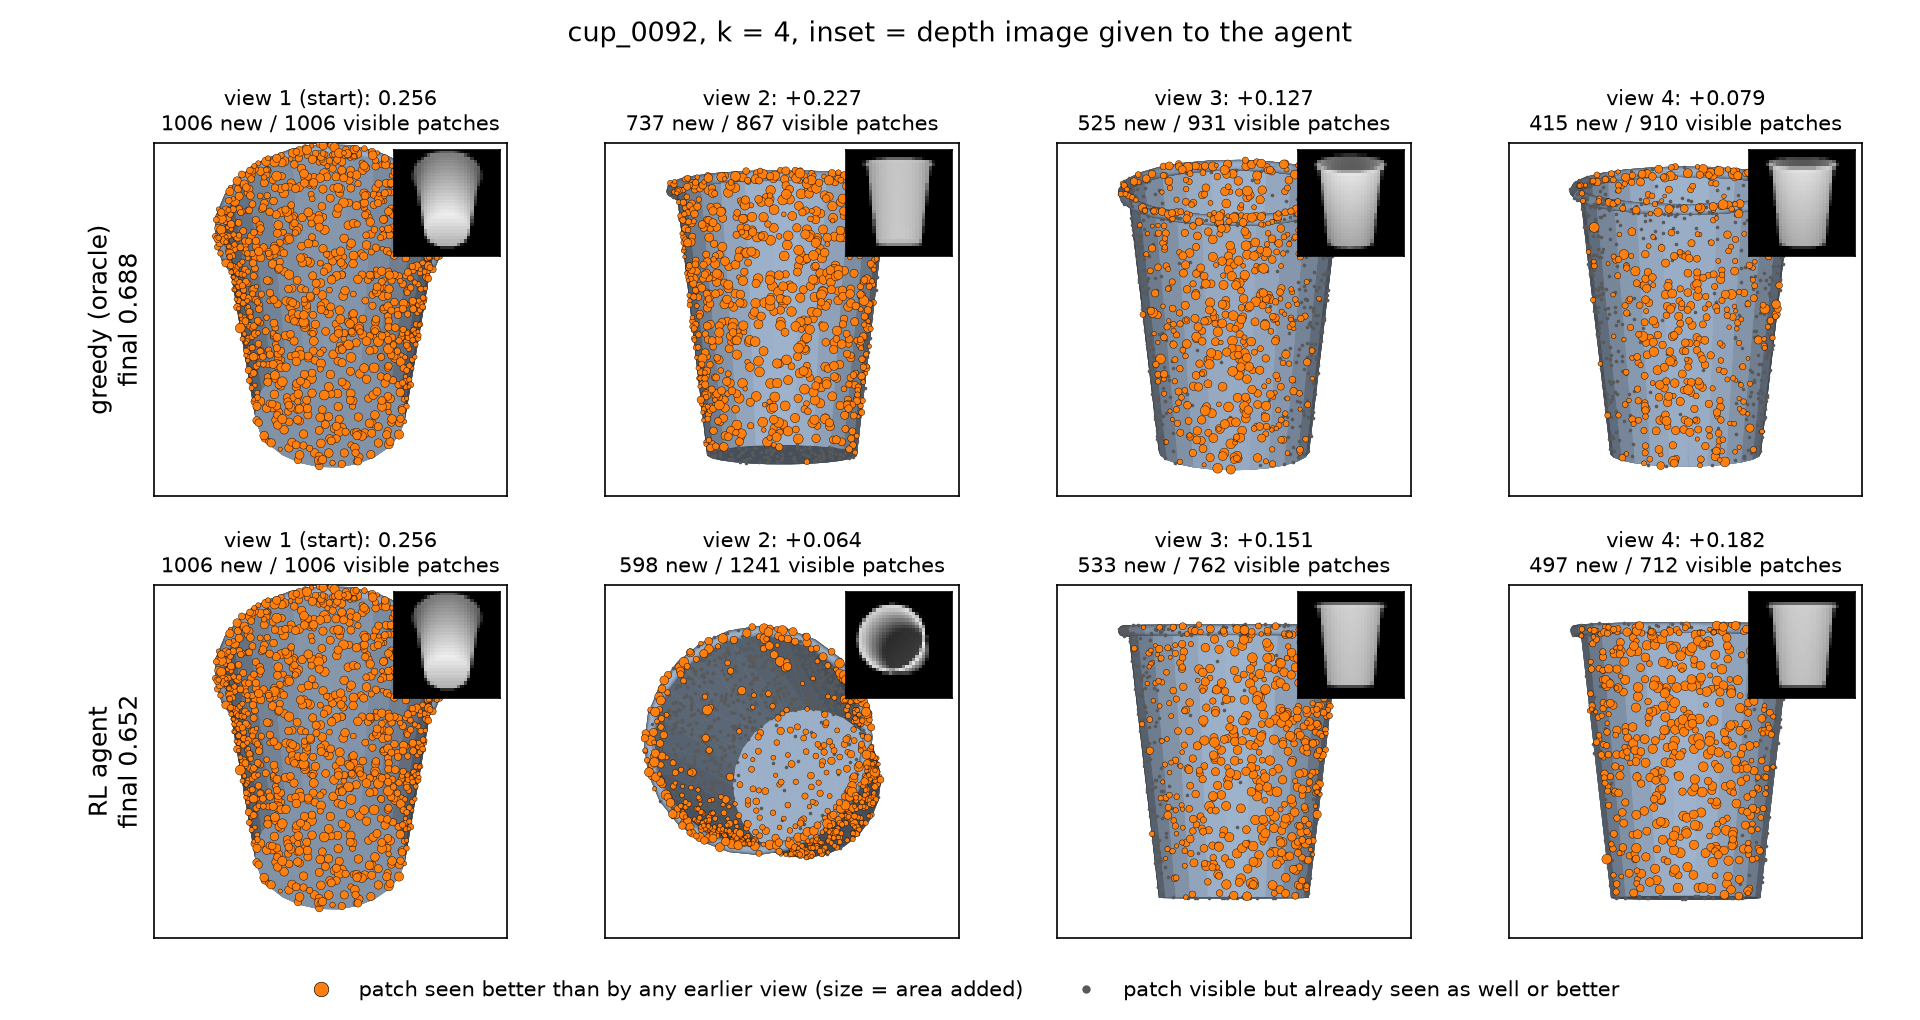 cup_0092, k = 4, inset = depth image given to the agent
view 1 (start): 0.256
1006 new / 1006 visible patches
view 2: +0.227
737 new / 867 visible patches
view 3: +0.127
525 new / 931 visible patches
view 4: +0.079
415 new / 910 visible patches
greedy (oracle)
final 0.688
view 1 (start): 0.256
1006 new / 1006 visible patches
view 2: +0.064
598 new / 1241 visible patches
view 3: +0.151
533 new / 762 visible patches
view 4: +0.182
497 new / 712 visible patches
RL agent
final 0.652
patch seen better than by any earlier view (size = area added)
patch visible but already seen as well or better